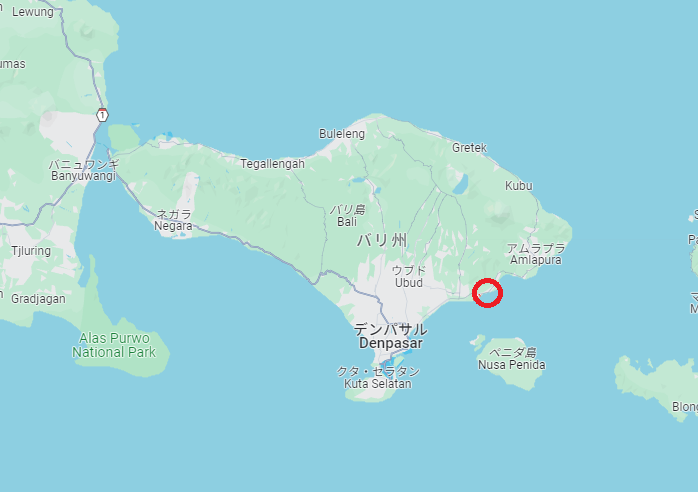 Lewung
umas
1
バニュワンギ
Banyuwangi
Tjluring
Gradjagan
Alas Purwo
National Park
Buleleng
Tegallengah
Gretek
Kubu
ネガラ
Negara
バリ島
Bali
バリ州
アムラプラ
Amlapura
ウブド
Ubud
デンパサル
Denpasar
クタ・セラタン
Kuta Selatan
ペニダ島
Nusa Penida
Blong